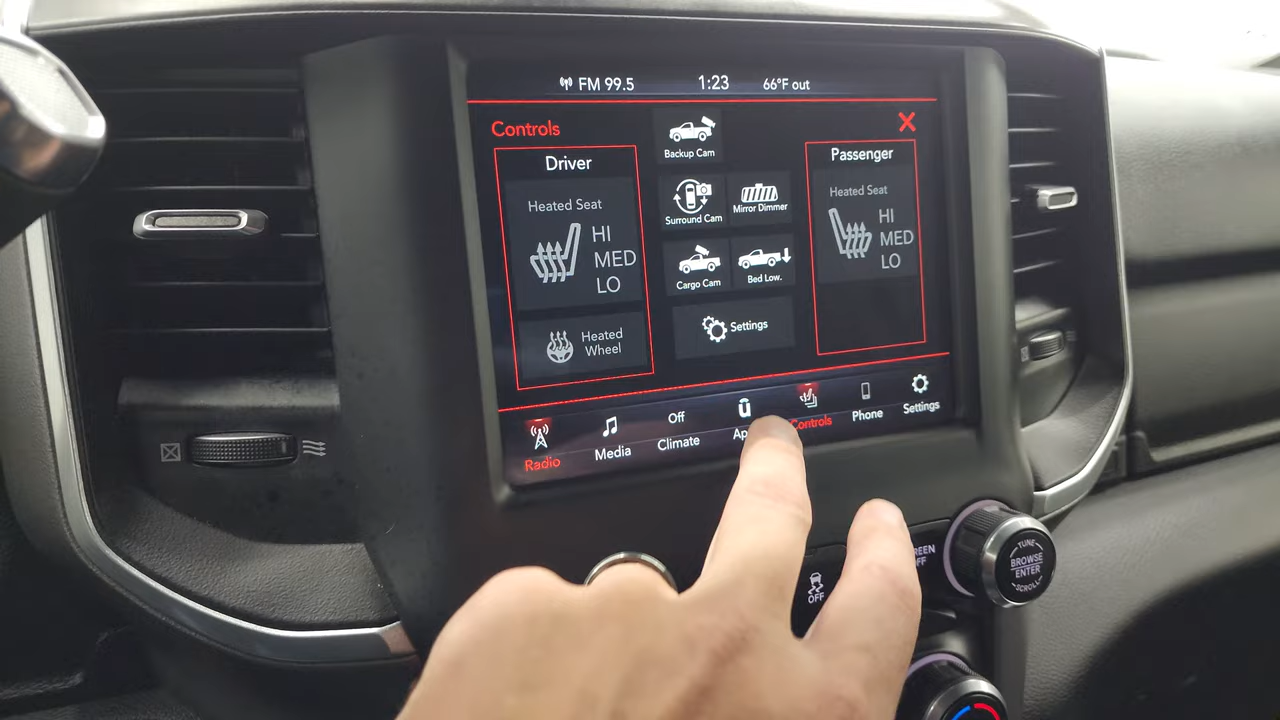 FM 99.5
1:23
66°F out
Controls
Driver
Heated Seat
HI
MED
LO
Heated
Wheel
Backup Cam
Surround Cam
Mirror Dimmer
Cargo Cam
Bed Low.
Settings
Passenger
Heated Seat
HI
MED
LO
Radio
Media
Off
Climate
Controls
Phone
Settings
OFF
OFF
TUNE
BROWSE
ENTER
SCROLL